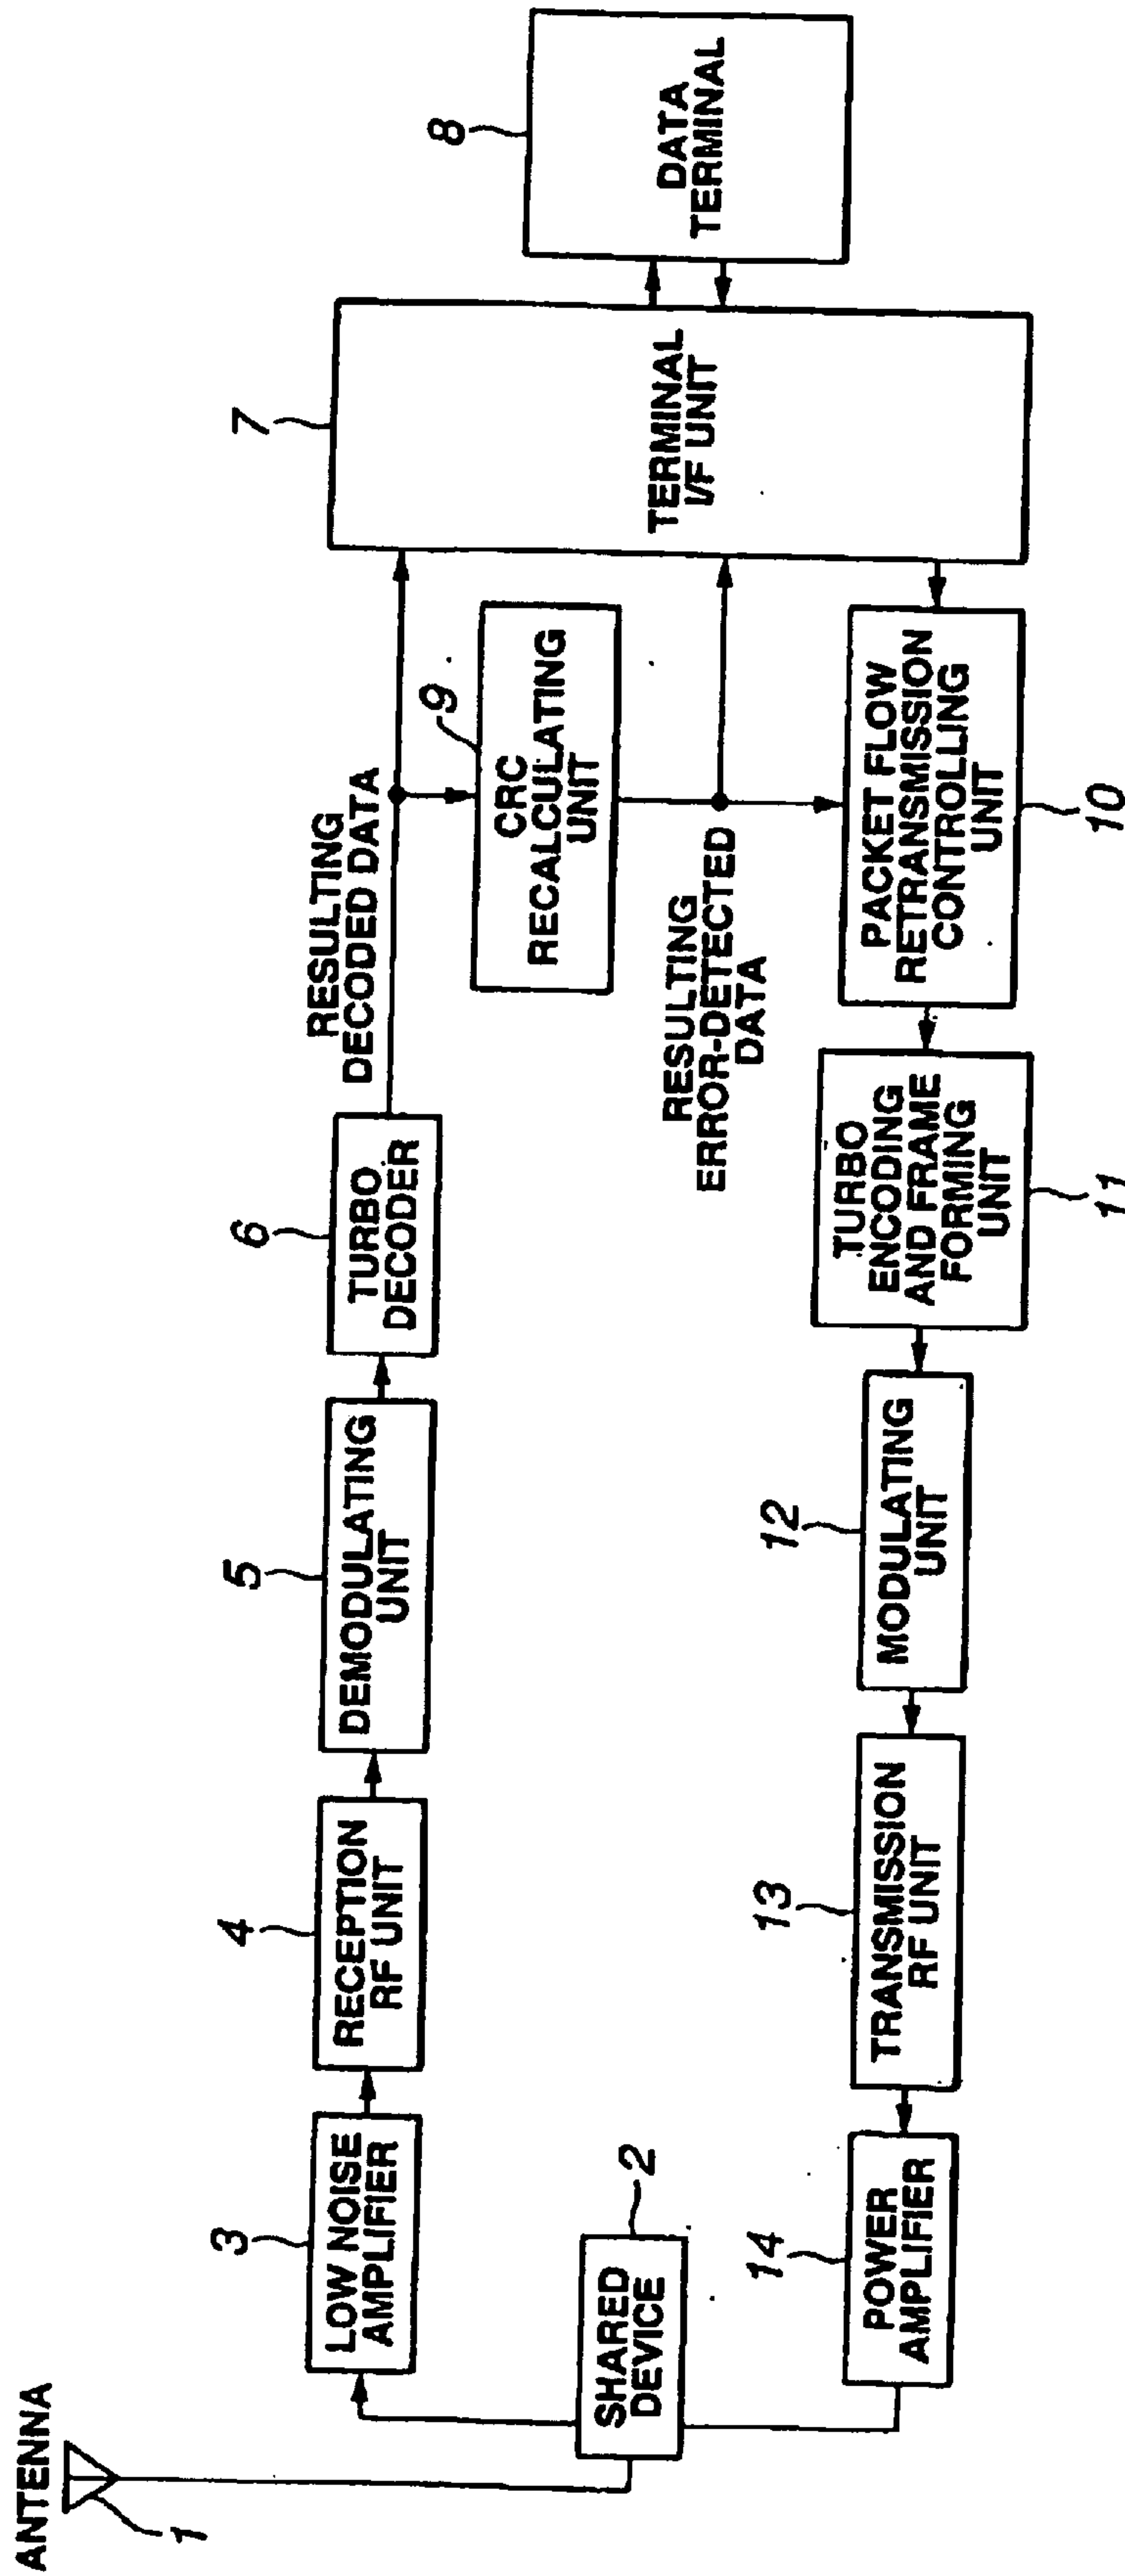 ANTENNA
1
SHARED
DEVICE
2
LOW NOISE
AMPLIFIER
3
RECEPTION
RF UNIT
4
DEMODULATING
UNIT
5
TURBO
DECODER
6
RESULTING
DECODED DATA
CRC
RECALCULATING
UNIT
9
RESULTING
ERROR-DETECTED
DATA
TERMINAL
I/F UNIT
7
DATA
TERMINAL
8
PACKET FLOW
RETRANSMISSION
CONTROLLING
UNIT
10
TURBO
ENCODING
AND FRAME
FORMING
UNIT
11
MODULATING
UNIT
12
TRANSMISSION
RF UNIT
13
POWER
AMPLIFIER
14